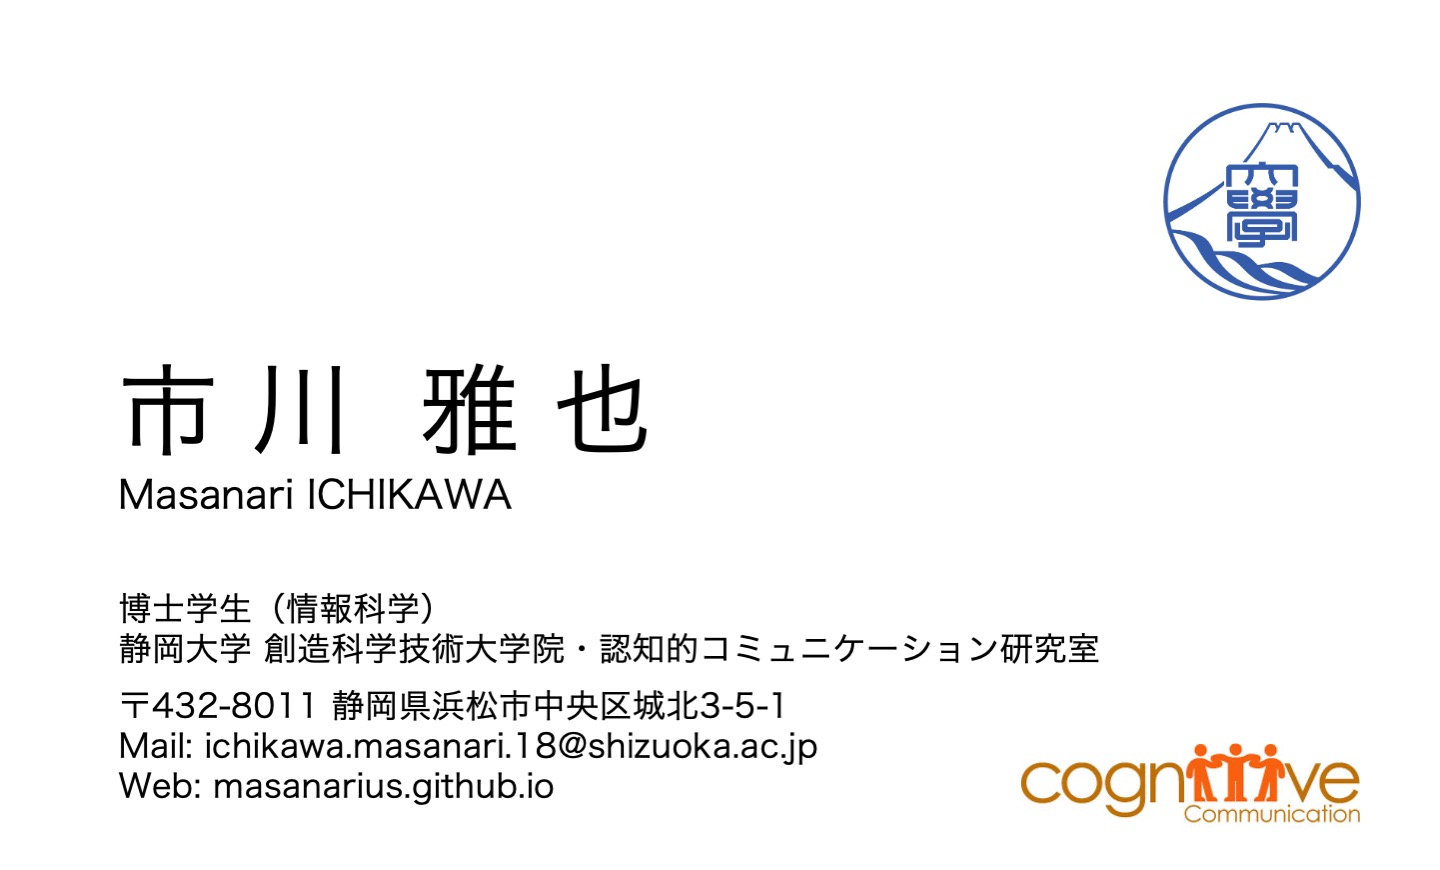 大學
市川 雅也
Masanari ICHIKAWA
博士学生（情報科学）
静岡大学 創造科学技術大学院・認知的コミュニケーション研究室
〒432-8011 静岡県浜松市中央区城北3-5-1
Mail: ichikawa.masanari.18@shizuoka.ac.jp
Web: masanarius.github.io
cognitive
Communication